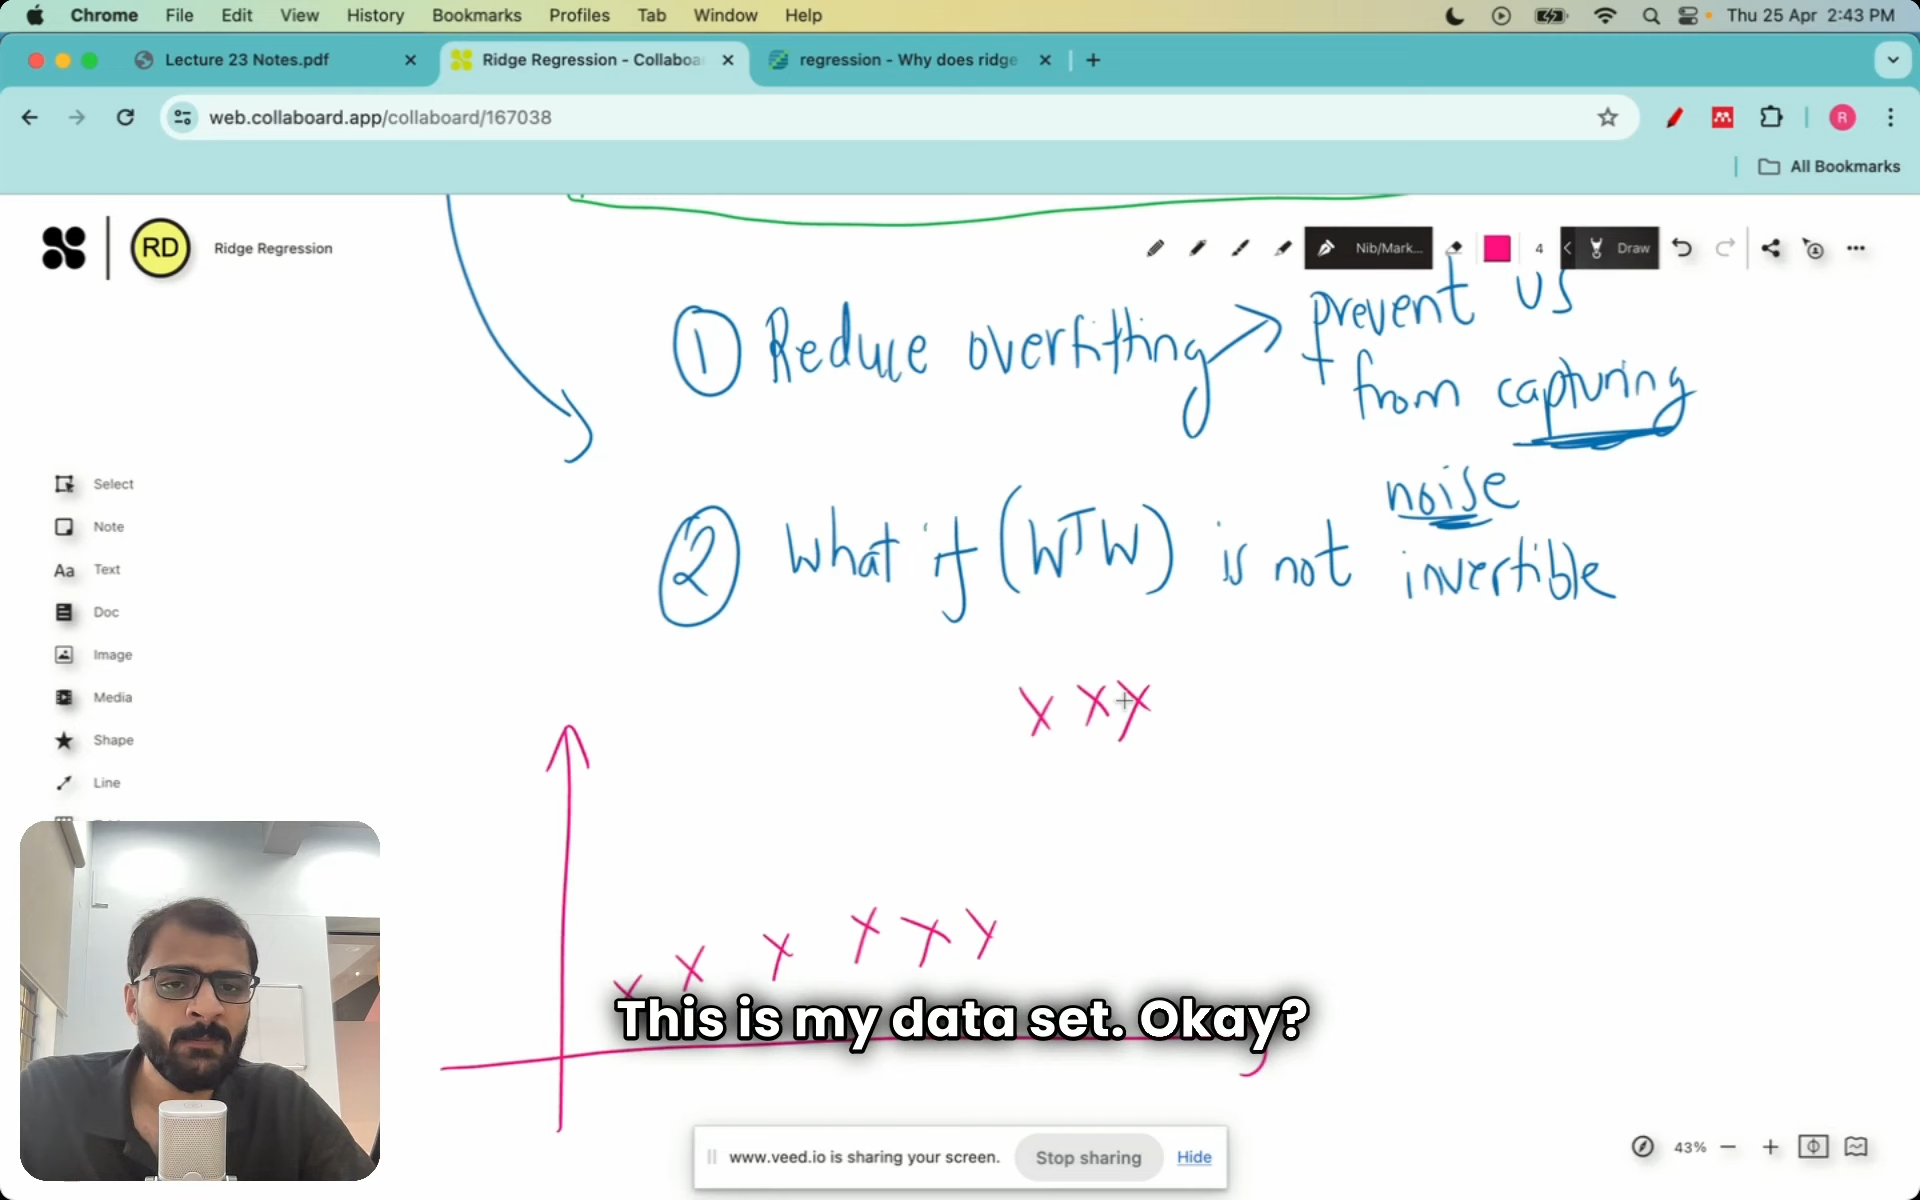 Chrome File Edit View History Bookmarks Profiles Tab Window Help Thu 25 Apr 2:43 PM
Lecture 23 Notes.pdf Ridge Regression - Collaboa regression - Why does ridge
web.collaboard.app/collaboard/167038 R
All Bookmarks
RD Ridge Regression Nib/Mark... 4 Draw
① Reduce overfitting prevent us
from capturing
noise
② What if (WᵀW) is not invertible
Select
Note
Aa Text
Doc
Image
Media
Shape
Line
X X X
X X X X X X
This is my data set. Okay?
www.veed.io is sharing your screen. Stop sharing Hide
43%